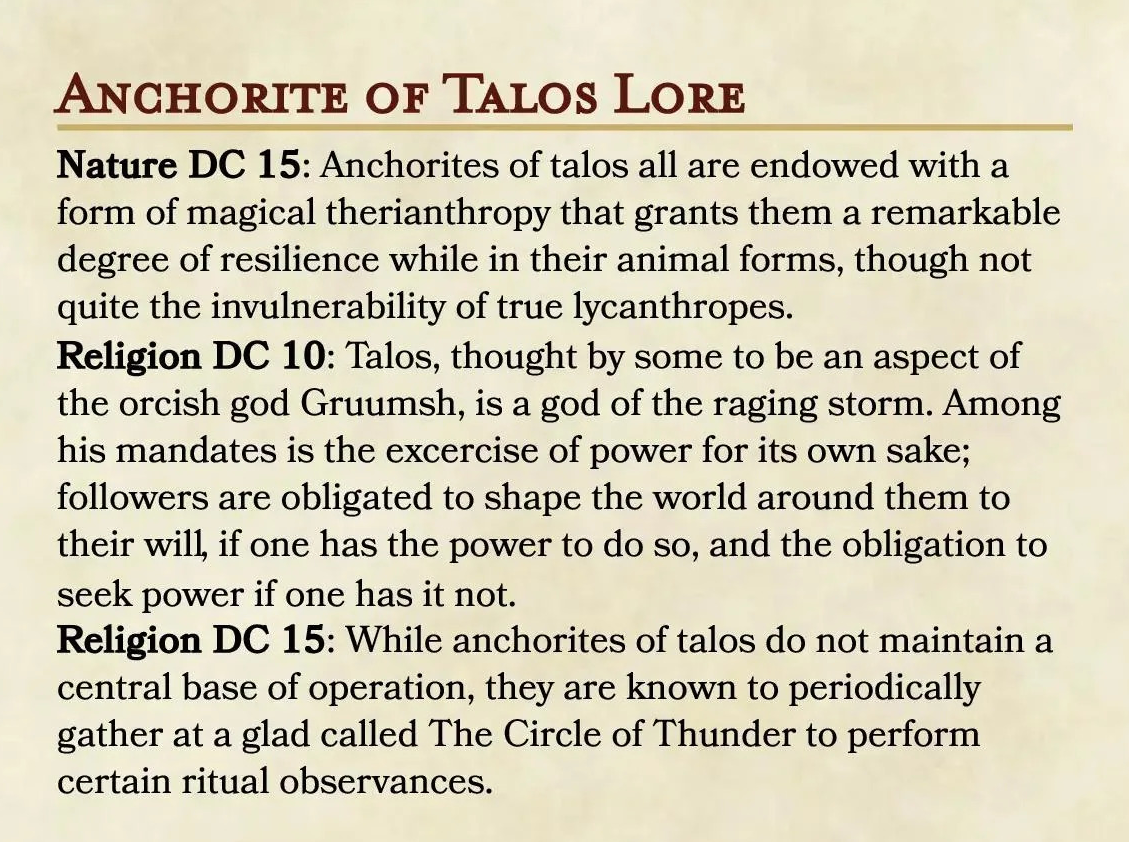 Anchorite of Talos Lore
Nature DC 15: Anchorites of talos all are endowed with a
form of magical therianthropy that grants them a remarkable
degree of resilience while in their animal forms, though not
quite the invulnerability of true lycanthropes.
Religion DC 10: Talos, thought by some to be an aspect of
the orcish god Gruumsh, is a god of the raging storm. Among
his mandates is the excercise of power for its own sake;
followers are obligated to shape the world around them to
their will, if one has the power to do so, and the obligation to
seek power if one has it not.
Religion DC 15: While anchorites of talos do not maintain a
central base of operation, they are known to periodically
gather at a glad called The Circle of Thunder to perform
certain ritual observances.